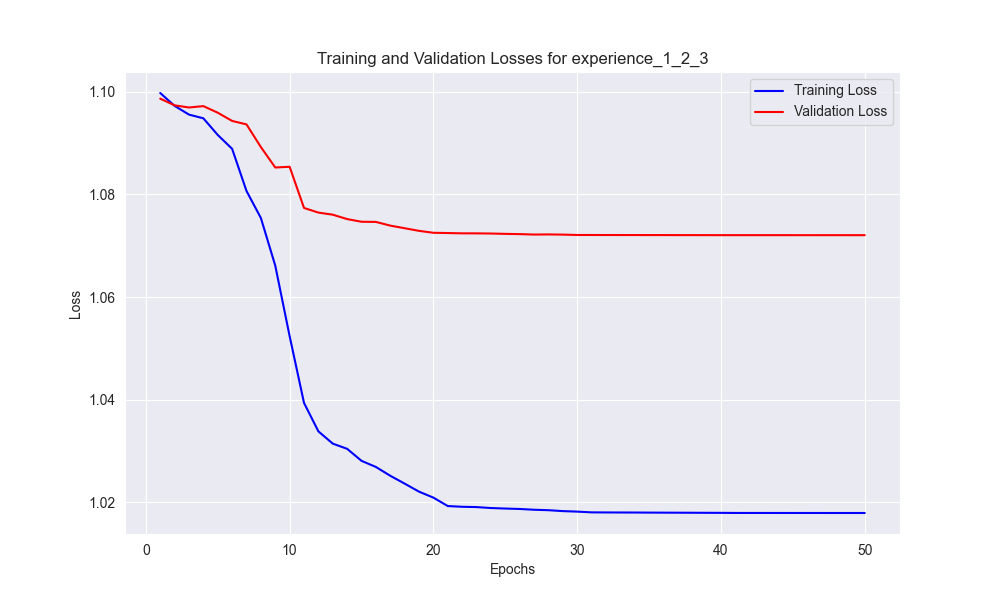 Training and Validation Losses for experience_1_2_3
Training Loss
Validation Loss
1.10
1.08
1.06
1.04
1.02
Loss
0
10
20
30
40
50
Epochs